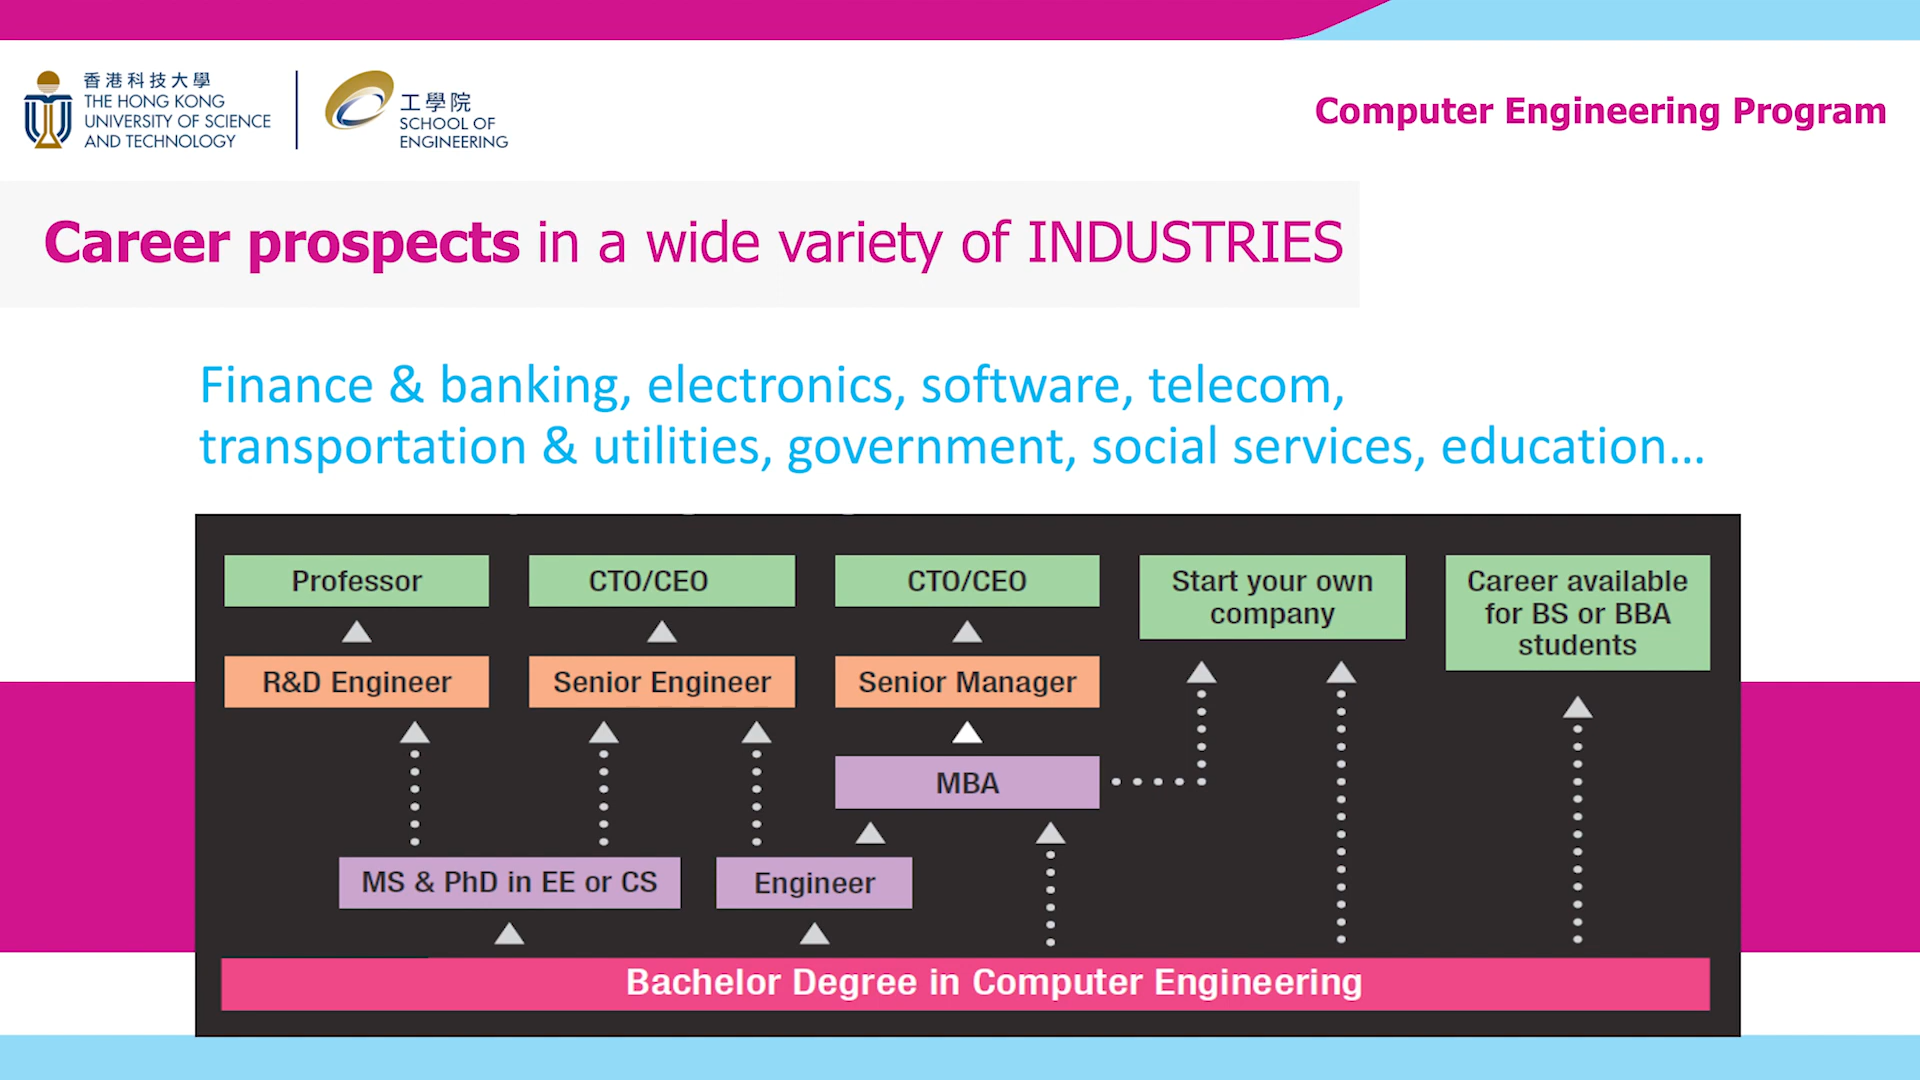 香港科技大學
THE HONG KONG
UNIVERSITY OF SCIENCE
AND TECHNOLOGY
工學院
SCHOOL OF
ENGINEERING
Computer Engineering Program
Career prospects in a wide variety of INDUSTRIES
Finance & banking, electronics, software, telecom,
transportation & utilities, government, social services, education...
Professor
CTO/CEO
CTO/CEO
Start your own
company
Career available
for BS or BBA
students
R&D Engineer
Senior Engineer
Senior Manager
MBA
MS & PhD in EE or CS
Engineer
Bachelor Degree in Computer Engineering